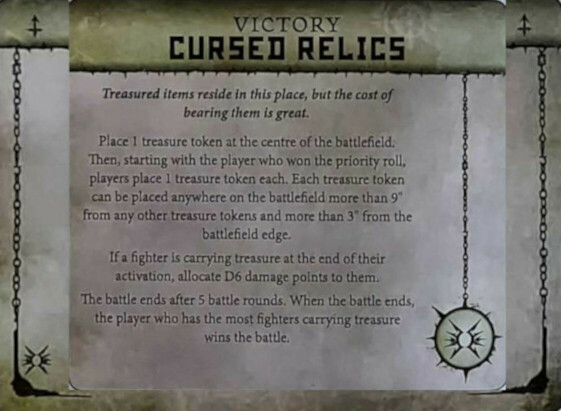 VICTORY
CURSED RELICS
Treasured items reside in this place, but the cost of
bearing them is great.
Place 1 treasure token at the centre of the battlefield.
Then, starting with the player who won the priority roll,
players place 1 treasure token each. Each treasure token
can be placed anywhere on the battlefield more than 9"
from any other treasure tokens and more than 3" from the
battlefield edge.
If a fighter is carrying treasure at the end of their
activation, allocate D6 damage points to them.
The battle ends after 5 battle rounds. When the battle ends,
the player who has the most fighters carrying treasure
wins the battle.